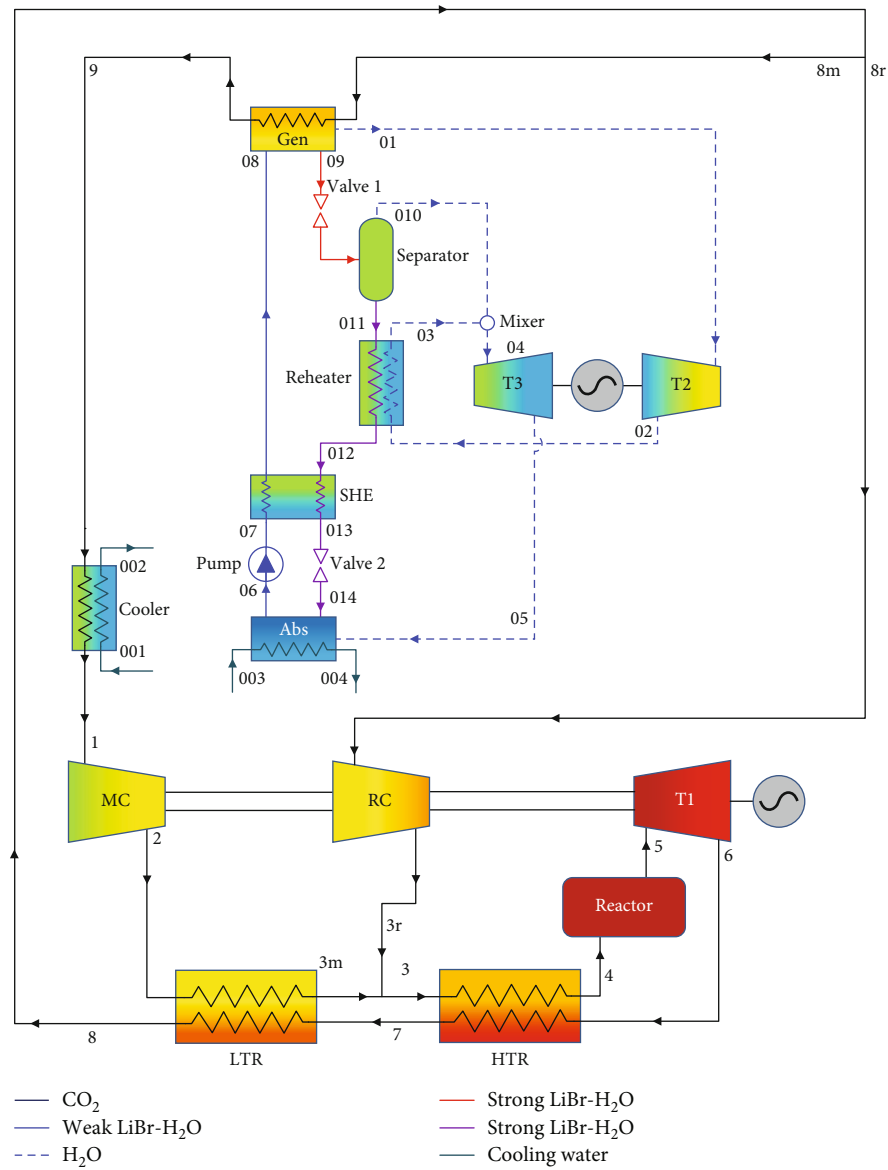 9
8m
8r
Gen
01
08
09
Valve 1
010
Separator
011
03
Mixer
04
Reheater
T3
T2
02
012
SHE
07
013
Pump
Valve 2
002
06
014
Cooler
Abs
05
001
003
004
1
MC
RC
T1
2
5
6
Reactor
3r
3m
3
4
8
7
LTR
HTR
CO₂
Strong LiBr-H₂O
Weak LiBr-H₂O
Strong LiBr-H₂O
H₂O
Cooling water